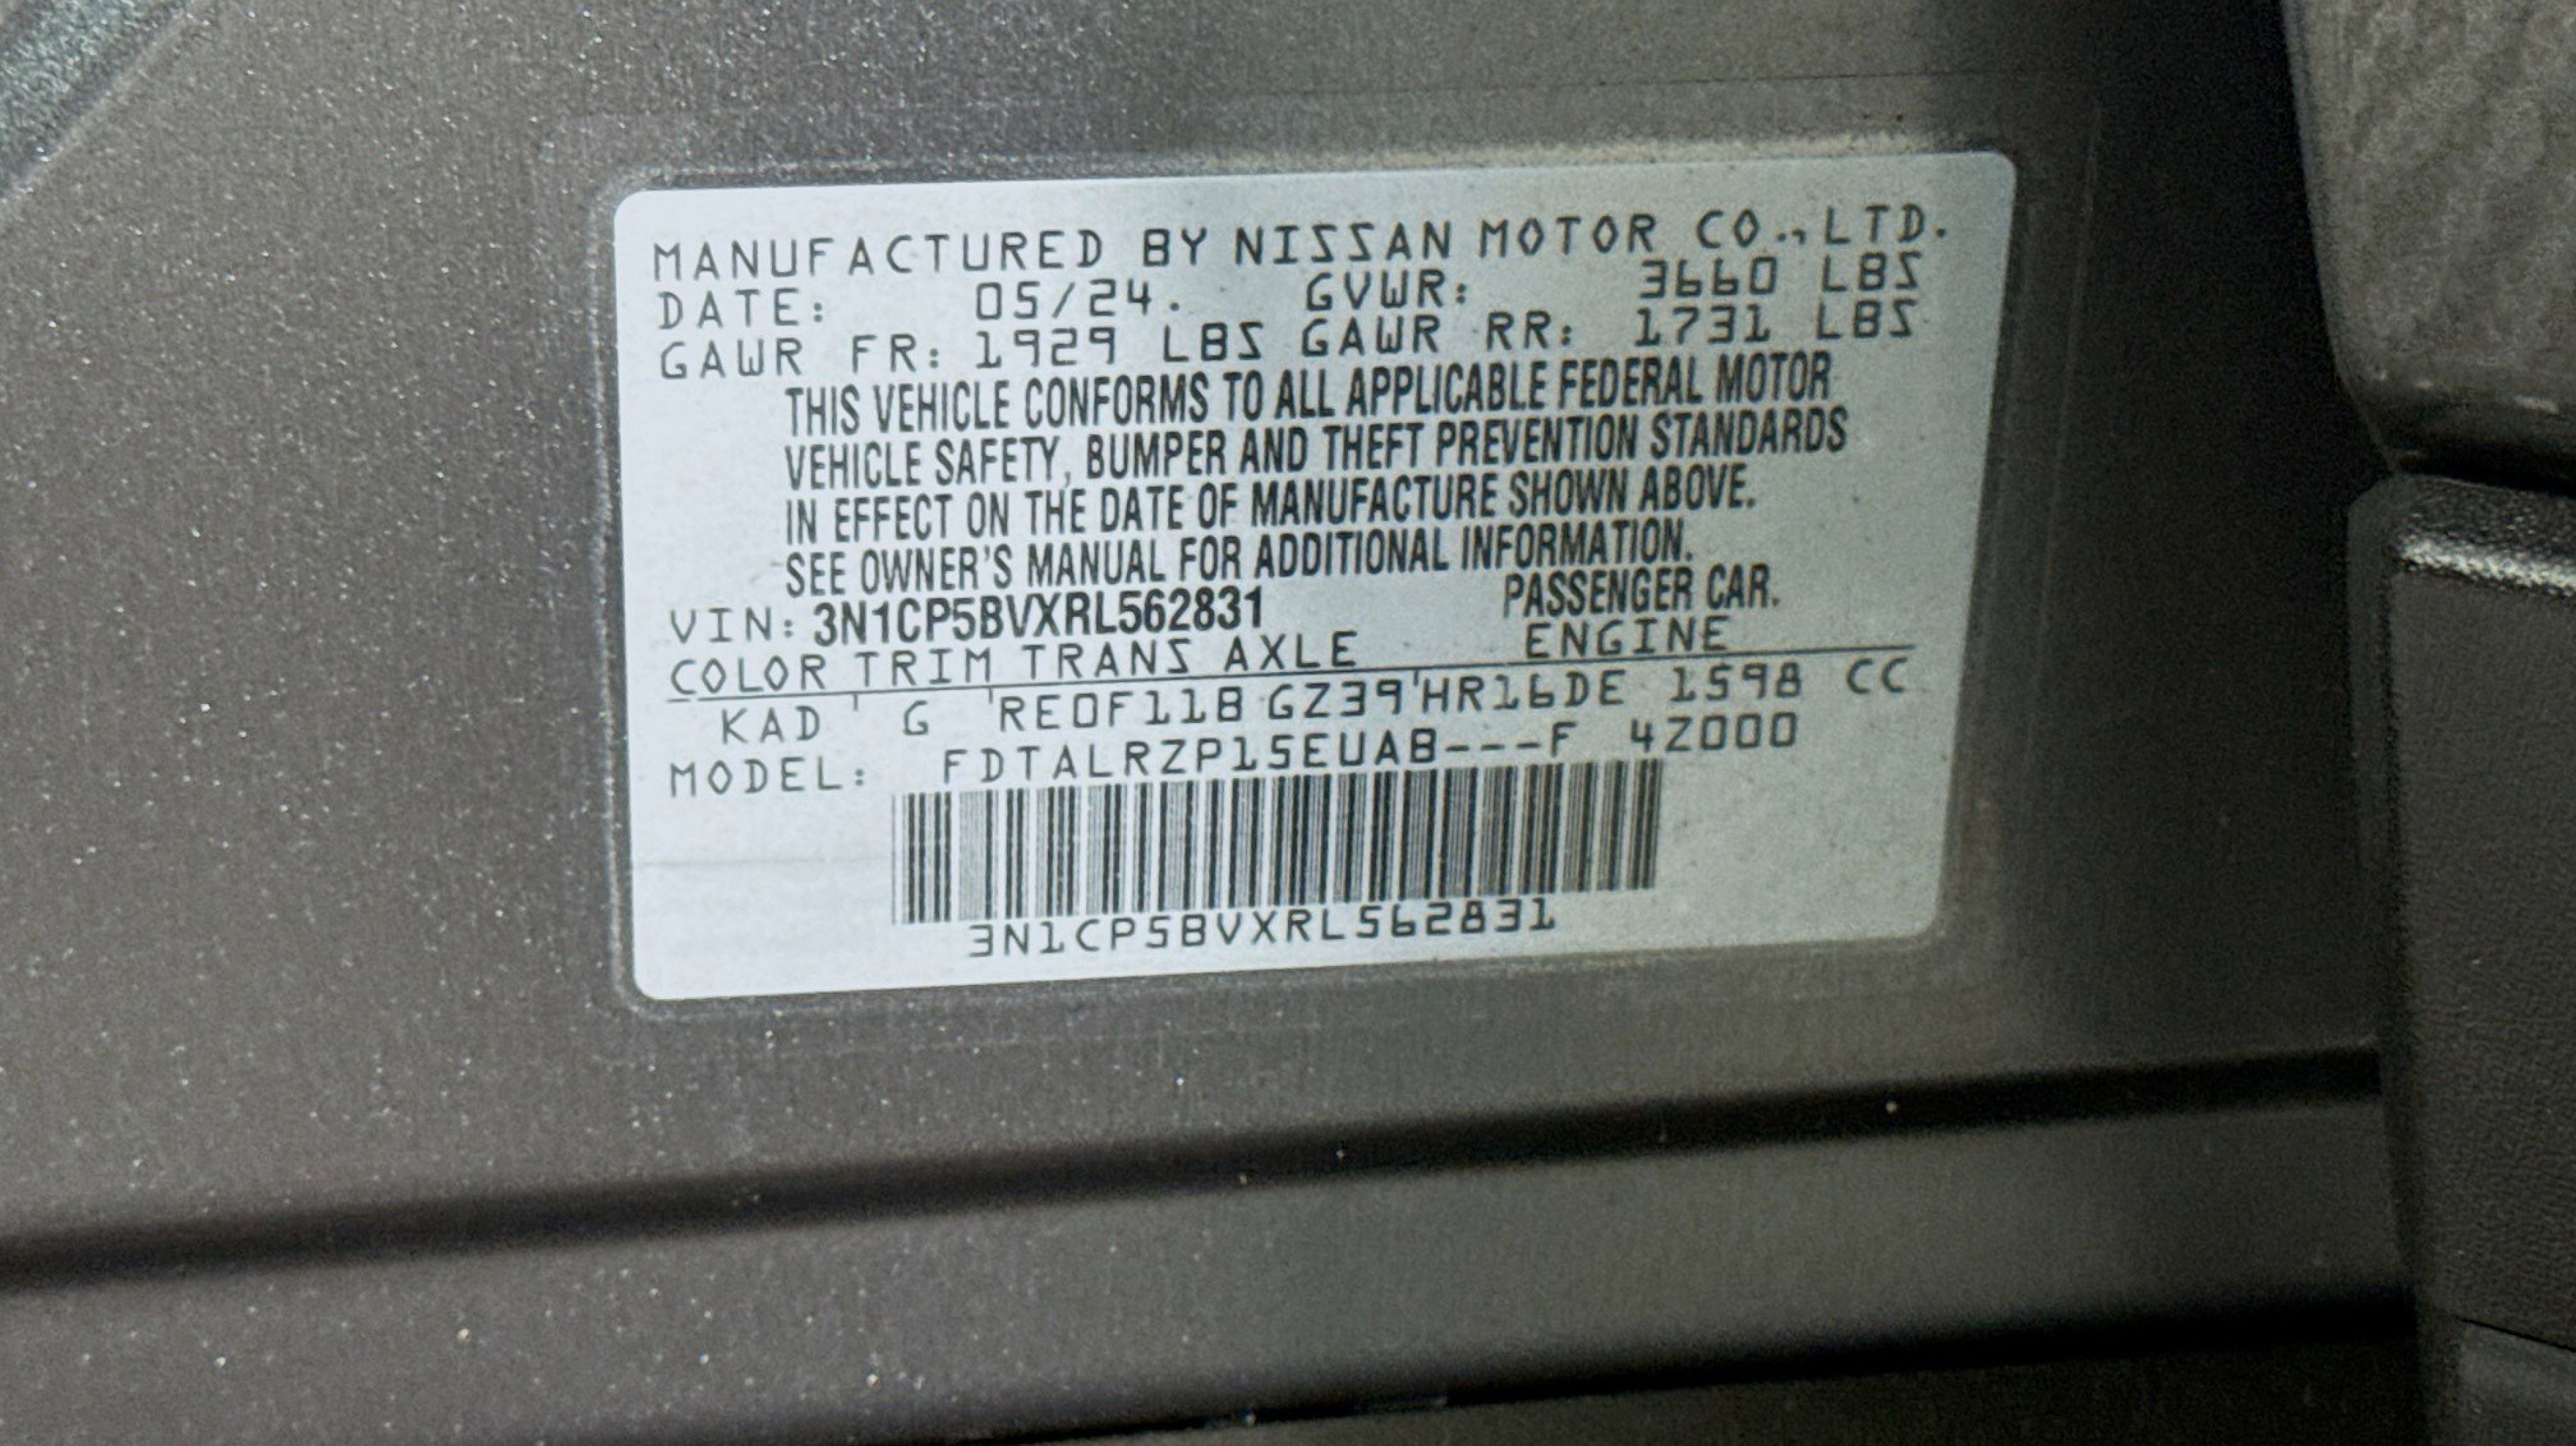 MANUFACTURED BY NISSAN MOTOR CO., LTD.
DATE: 05/24. GVWR: 3660 LBS
GAWR FR: 1929 LBS GAWR RR: 1731 LBS
THIS VEHICLE CONFORMS TO ALL APPLICABLE FEDERAL MOTOR
VEHICLE SAFETY, BUMPER AND THEFT PREVENTION STANDARDS
IN EFFECT ON THE DATE OF MANUFACTURE SHOWN ABOVE.
SEE OWNER'S MANUAL FOR ADDITIONAL INFORMATION.
VIN: 3N1CP5BVXRL562831 PASSENGER CAR.
COLOR TRIM TRANS AXLE ENGINE
KAD G RE0F11B GZ39 HR16DE 1598 CC
MODEL: FDTALRZP15EUAB----F 4Z000
3N1CP5BVXRL562831